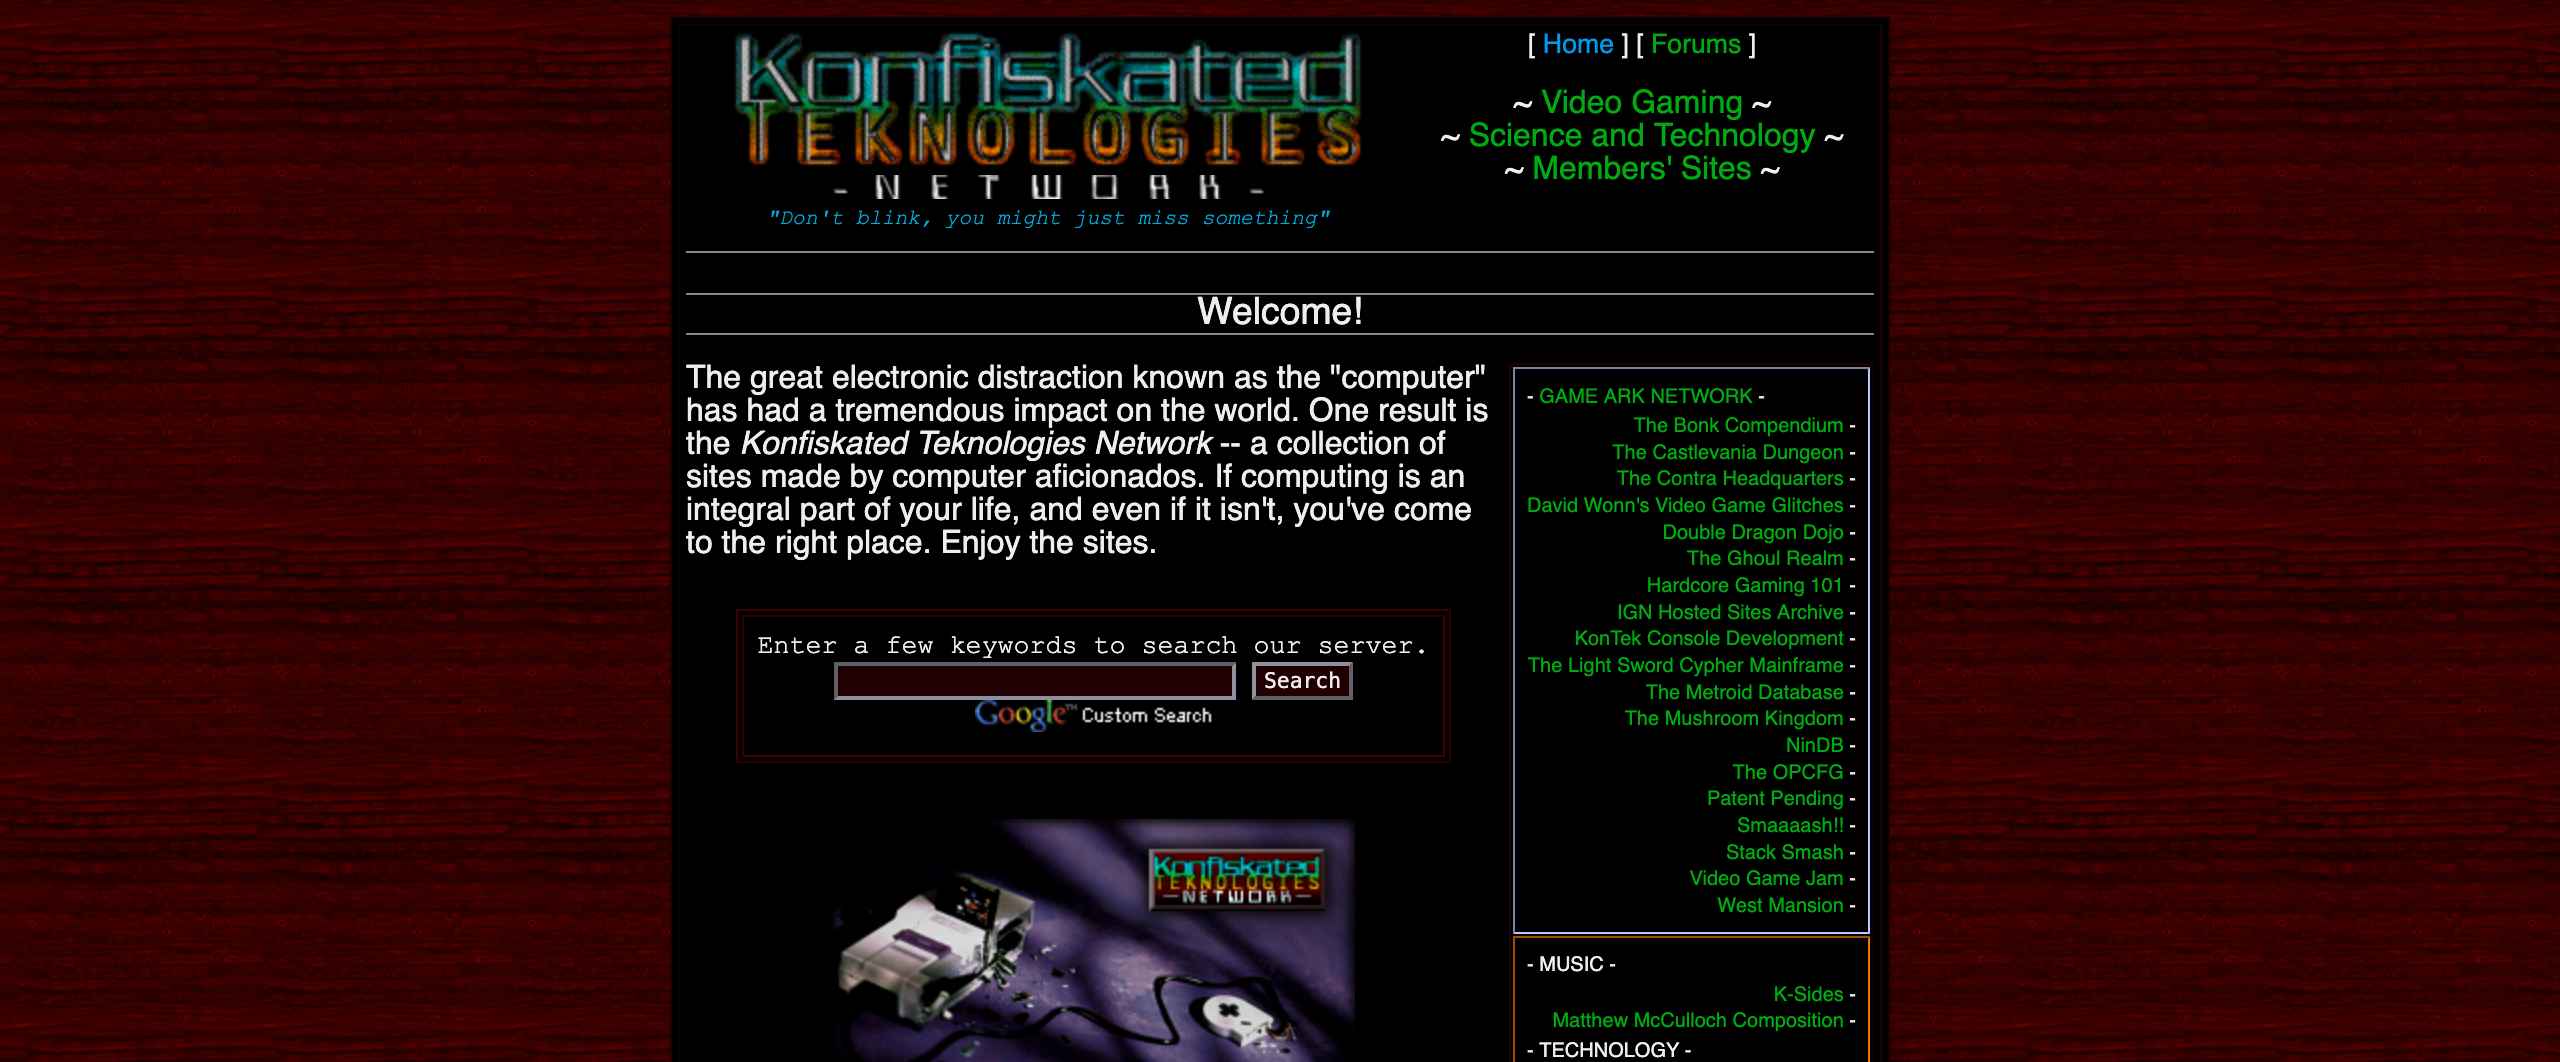 Konfiskated
TEKNOLOGIES
- NETWORK -
"Don't blink, you might just miss something"
[ Home ] [ Forums ]
~ Video Gaming ~
~ Science and Technology ~
~ Members' Sites ~
Welcome!
The great electronic distraction known as the "computer"
has had a tremendous impact on the world. One result is
the Konfiskated Teknologies Network -- a collection of
sites made by computer aficionados. If computing is an
integral part of your life, and even if it isn't, you've come
to the right place. Enjoy the sites.
Enter a few keywords to search our server.
Search
Google™ Custom Search
Konfiskated
TEKNOLOGIES
—NETWORK—
- GAME ARK NETWORK -
The Bonk Compendium -
The Castlevania Dungeon -
The Contra Headquarters -
David Wonn's Video Game Glitches -
Double Dragon Dojo -
The Ghoul Realm -
Hardcore Gaming 101 -
IGN Hosted Sites Archive -
KonTek Console Development -
The Light Sword Cypher Mainframe -
The Metroid Database -
The Mushroom Kingdom -
NinDB -
The OPCFG -
Patent Pending -
Smaaaash!! -
Stack Smash -
Video Game Jam -
West Mansion -
- MUSIC -
K-Sides -
Matthew McCulloch Composition -
- TECHNOLOGY -